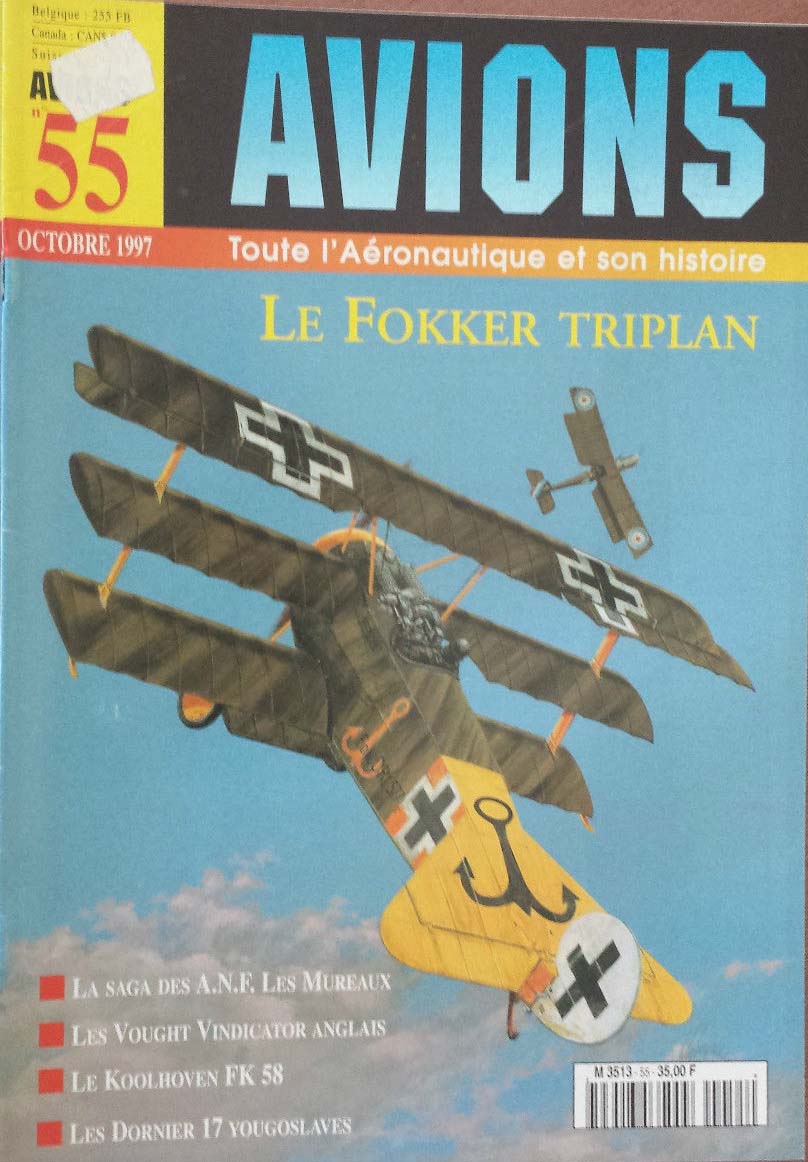 Belgique : 255 FB
Canada : CAN$
Suis
AVIONS
n°
55
OCTOBRE 1997
AVIONS
Toute l'Aéronautique et son histoire
LE FOKKER TRIPLAN
LA SAGA DES A.N.F. LES MUREAUX
LES VOUGHT VINDICATOR ANGLAIS
LE KOOLHOVEN FK 58
LES DORNIER 17 YOUGOSLAVES
M 3513 - 55 - 35,00 F